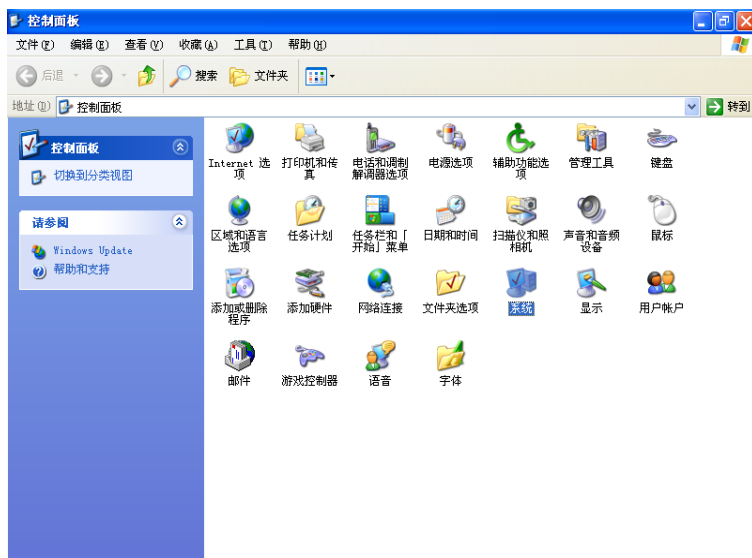 控制面板
文件(F) 编辑(E) 查看(V) 收藏(A) 工具(T) 帮助(H)
后退 搜索 文件夹
地址(D) 控制面板 转到
控制面板
切换到分类视图
请参阅
Windows Update
帮助和支持
Internet 选项 打印机和传真 电话和调制解调器选项 电源选项 辅助功能选项 管理工具 键盘
区域和语言选项 任务计划 任务栏和「开始」菜单 日期和时间 扫描仪和照相机 声音和音频设备 鼠标
添加或删除程序 添加硬件 网络连接 文件夹选项 系统 显示 用户帐户
邮件 游戏控制器 语音 字体